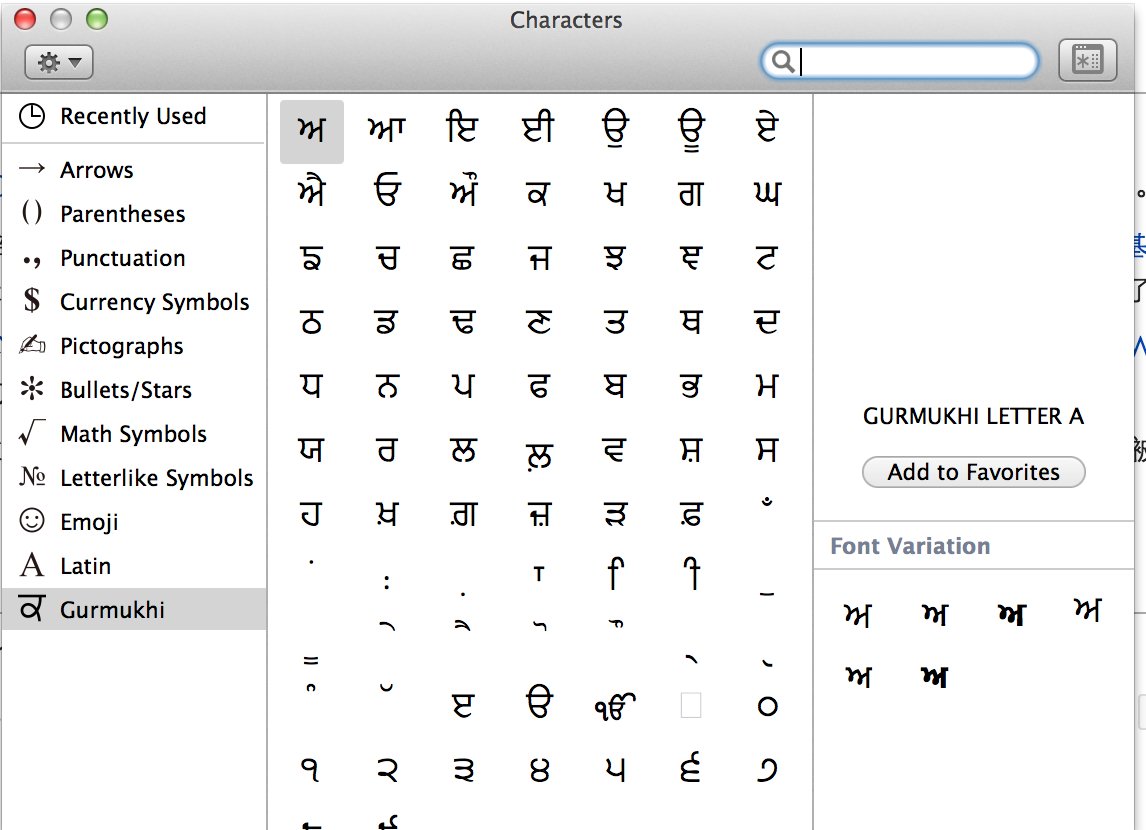 Characters
Recently Used
→ Arrows
() Parentheses
., Punctuation
$ Currency Symbols
✍ Pictographs
✻ Bullets/Stars
√ Math Symbols
№ Letterlike Symbols
☺ Emoji
A Latin
ਕ Gurmukhi
ਅ ਆ ਇ ਈ ਉ ਊ ਏ
ਐ ਓ ਔ ਕ ਖ ਗ ਘ
ਙ ਚ ਛ ਜ ਝ ਞ ਟ
ਠ ਡ ਢ ਣ ਤ ਥ ਦ
ਧ ਨ ਪ ਫ ਬ ਭ ਮ
ਯ ਰ ਲ ਲ਼ ਵ ਸ਼ ਸ
ਹ ਖ਼ ਗ਼ ਜ਼ ੜ ਫ਼ ਁ
ਂ ਃ ਼ ਾ ਿ ੀ ੁ
ੂ ੇ ੈ ੋ ੌ ੍ ੑ
ੰ ੱ ੲ ੳ ੴ ੦
੧ ੨ ੩ ੪ ੫ ੬ ੭
GURMUKHI LETTER A
Add to Favorites
Font Variation
ਅ ਅ ਅ ਅ
ਅ ਅ